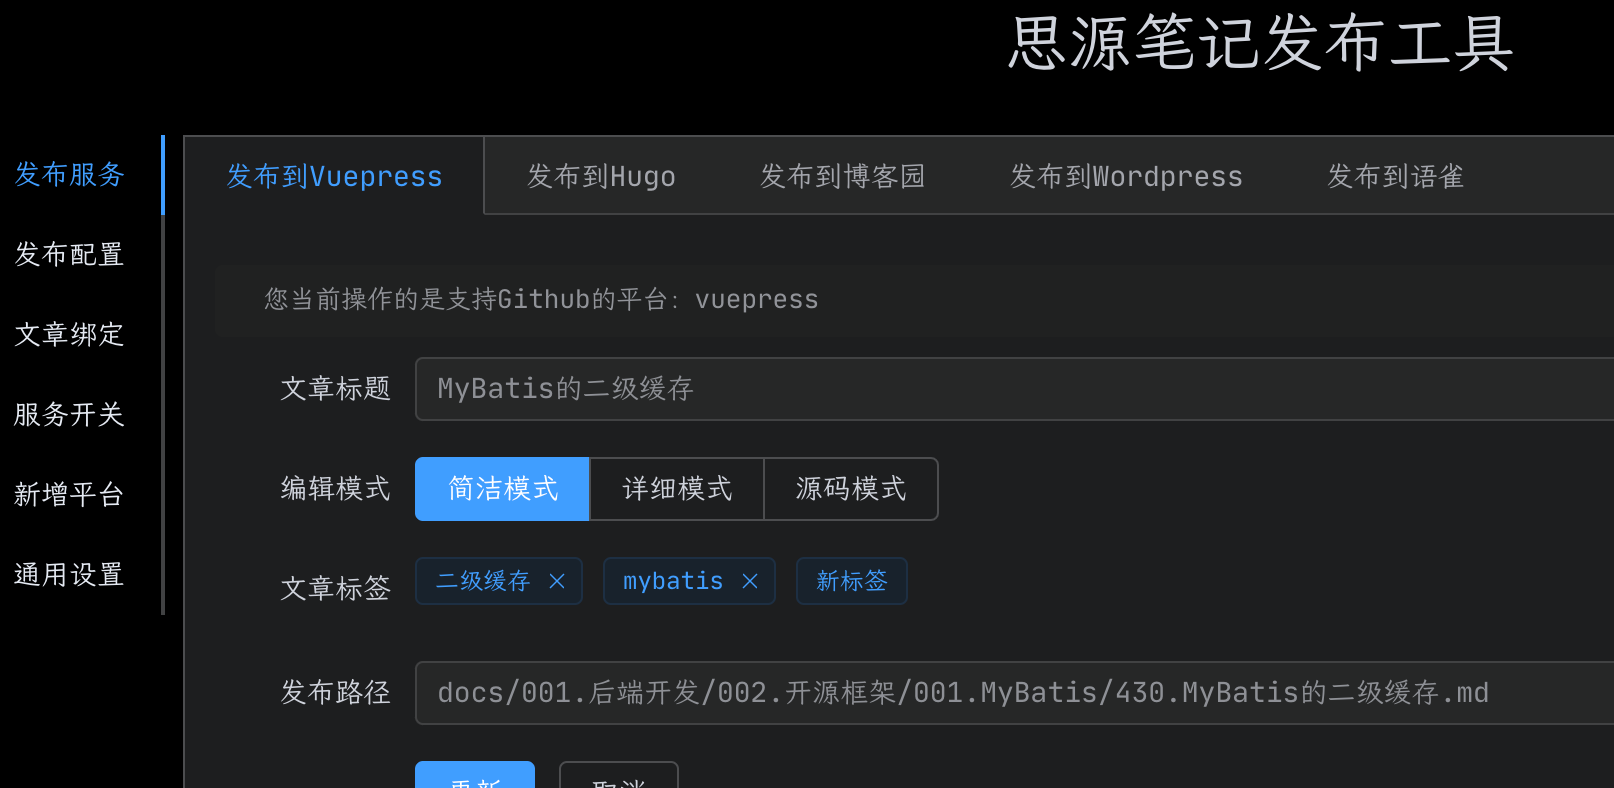 思源笔记发布工具
发布服务
发布配置
文章绑定
服务开关
新增平台
通用设置
发布到Vuepress 发布到Hugo 发布到博客园 发布到Wordpress 发布到语雀
您当前操作的是支持Github的平台：vuepress
文章标题 MyBatis的二级缓存
编辑模式 简洁模式 详细模式 源码模式
文章标签 二级缓存 × mybatis × 新标签
发布路径 docs/001.后端开发/002.开源框架/001.MyBatis/430.MyBatis的二级缓存.md
取消